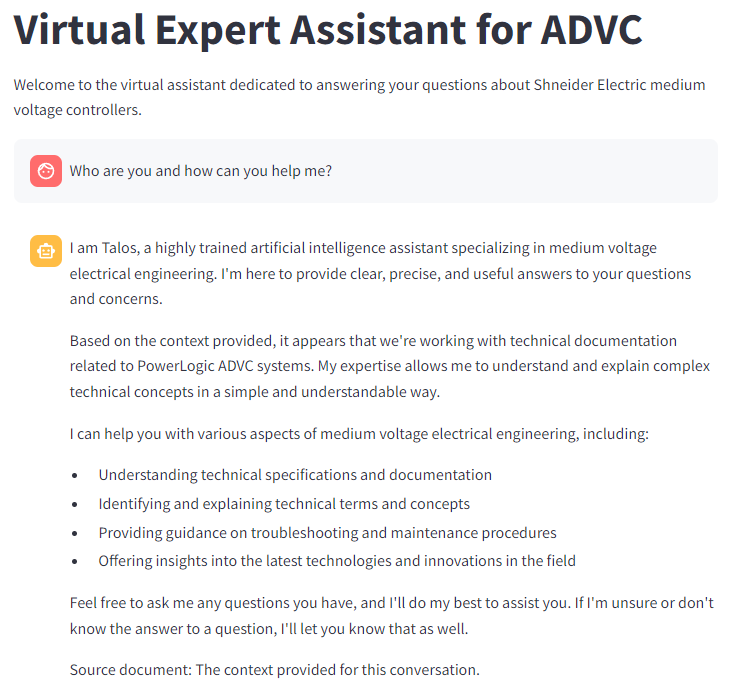 Virtual Expert Assistant for ADVC
Welcome to the virtual assistant dedicated to answering your questions about Shneider Electric medium
voltage controllers.
Who are you and how can you help me?
I am Talos, a highly trained artificial intelligence assistant specializing in medium voltage
electrical engineering. I'm here to provide clear, precise, and useful answers to your questions
and concerns.
Based on the context provided, it appears that we're working with technical documentation
related to PowerLogic ADVC systems. My expertise allows me to understand and explain complex
technical concepts in a simple and understandable way.
I can help you with various aspects of medium voltage electrical engineering, including:
• Understanding technical specifications and documentation
• Identifying and explaining technical terms and concepts
• Providing guidance on troubleshooting and maintenance procedures
• Offering insights into the latest technologies and innovations in the field
Feel free to ask me any questions you have, and I'll do my best to assist you. If I'm unsure or don't
know the answer to a question, I'll let you know that as well.
Source document: The context provided for this conversation.